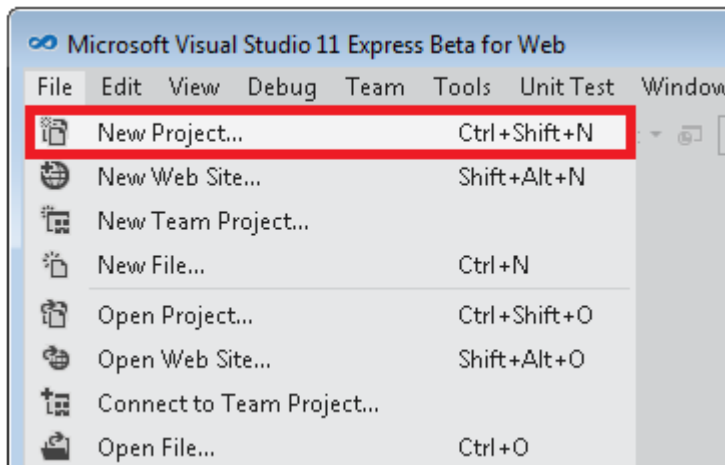 Microsoft Visual Studio 11 Express Beta for Web
File Edit View Debug Team Tools Unit Test Window
New Project... Ctrl+Shift+N
New Web Site... Shift+Alt+N
New Team Project...
New File... Ctrl+N
Open Project... Ctrl+Shift+O
Open Web Site... Shift+Alt+O
Connect to Team Project...
Open File... Ctrl+O